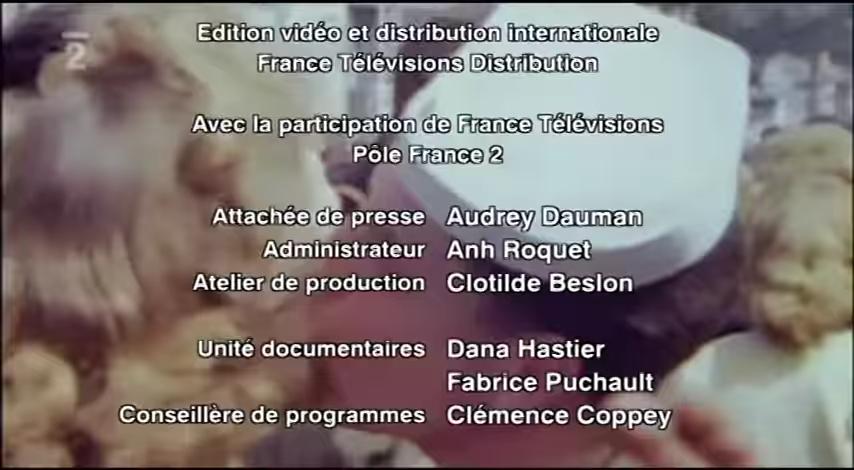 Edition vidéo et distribution internationale
2
France Télévisions Distribution
Avec la participation de France Télévisions
Pôle France 2
Attachée de presse Audrey Dauman
Administrateur Anh Roquet
Atelier de production Clotilde Beslon
Unité documentaires Dana Hastier
Fabrice Puchault
Conseillère de programmes Clémence Coppey